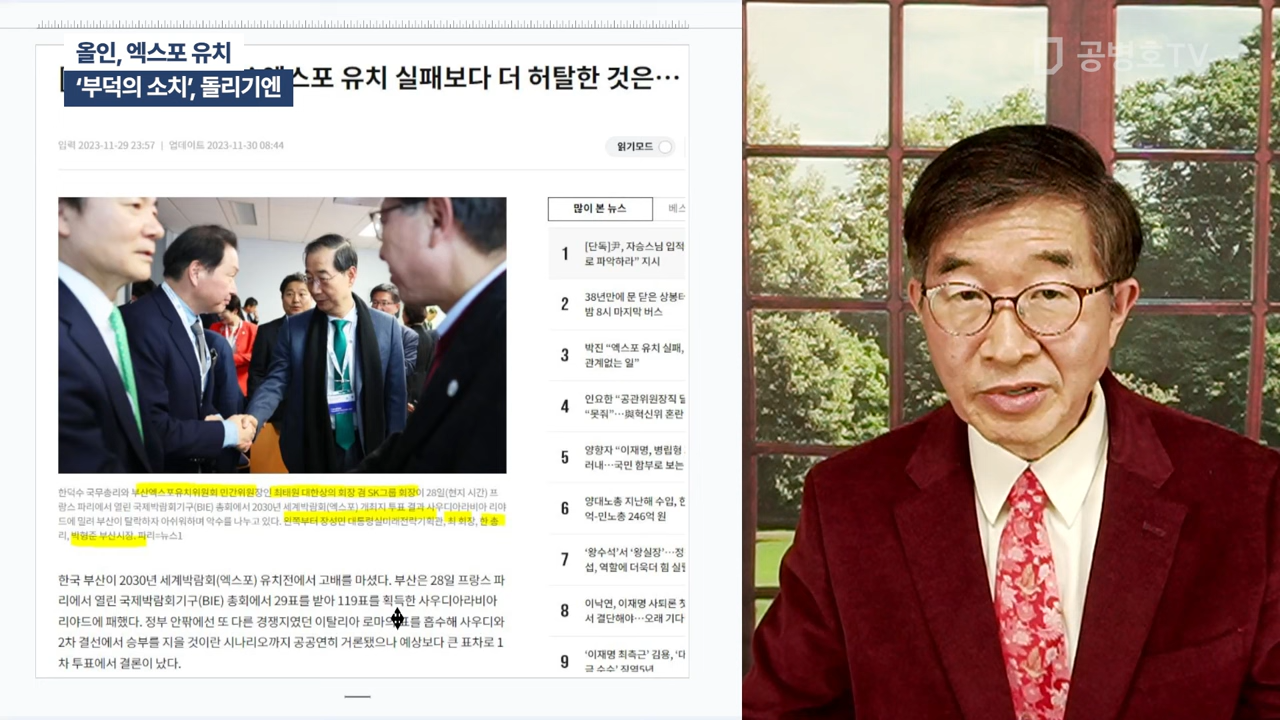 올인, 엑스포 유치
'부덕의 소치', 돌리기엔
엑스포 유치 실패보다 더 허탈한 것은…
공병호TV
입력 2023-11-29 23:57 | 업데이트 2023-11-30 08:44
읽기모드
많이 본 뉴스
베스
1 [단독]尹, 자승스님 입적
로 파악하라” 지시
2 38년만에 문 닫은 상봉터
밤 8시 마지막 버스
3 박진 “엑스포 유치 실패,
관계없는 일”
4 인요한 “공관위원장직 달
“못줘”…與혁신위 혼란
5 양향자 “이재명, 병립형
러내…국민 함부로 보는
6 양대노총 지난해 수입, 한
억-민노총 246억 원
7 ‘왕수석’서 ‘왕실장’…정
섭, 역할에 더욱더 힘 실릴
8 이낙연, 이재명 사퇴론 첫
서 결단해야…오래 기다
9 ‘이재명 최측근’ 김용, ‘대
금 수수’ 징역5년
한덕수 국무총리와 부산엑스포유치위원회 민간위원장인 최태원 대한상의 회장 겸 SK그룹 회장이 28일(현지 시간) 프
랑스 파리에서 열린 국제박람회기구(BIE) 총회에서 2030년 세계박람회(엑스포) 개최지 투표 결과 사우디아라비아 리야
드에 밀려 부산이 탈락하자 아쉬워하며 악수를 나누고 있다. 왼쪽부터 장성민 대통령실미래전략기획관, 최 회장, 한 총
리, 박형준 부산시장. 파리=뉴스1
한국 부산이 2030년 세계박람회(엑스포) 유치전에서 고배를 마셨다. 부산은 28일 프랑스 파
리에서 열린 국제박람회기구(BIE) 총회에서 29표를 받아 119표를 획득한 사우디아라비아
리야드에 패했다. 정부 안팎에선 또 다른 경쟁지였던 이탈리아 로마의 표를 흡수해 사우디와
2차 결선에서 승부를 지을 것이란 시나리오까지 공공연히 거론됐으나 예상보다 큰 표차로 1
차 투표에서 결론이 났다.